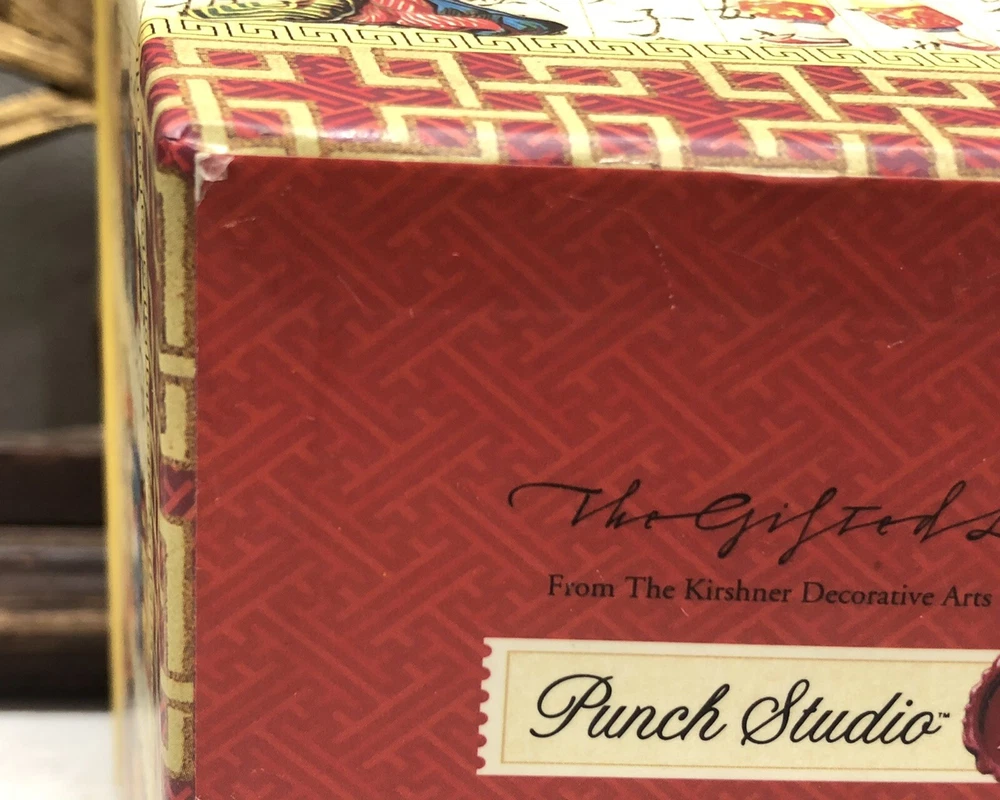 The Gifted
From The Kirshner Decorative Arts
Punch Studio™